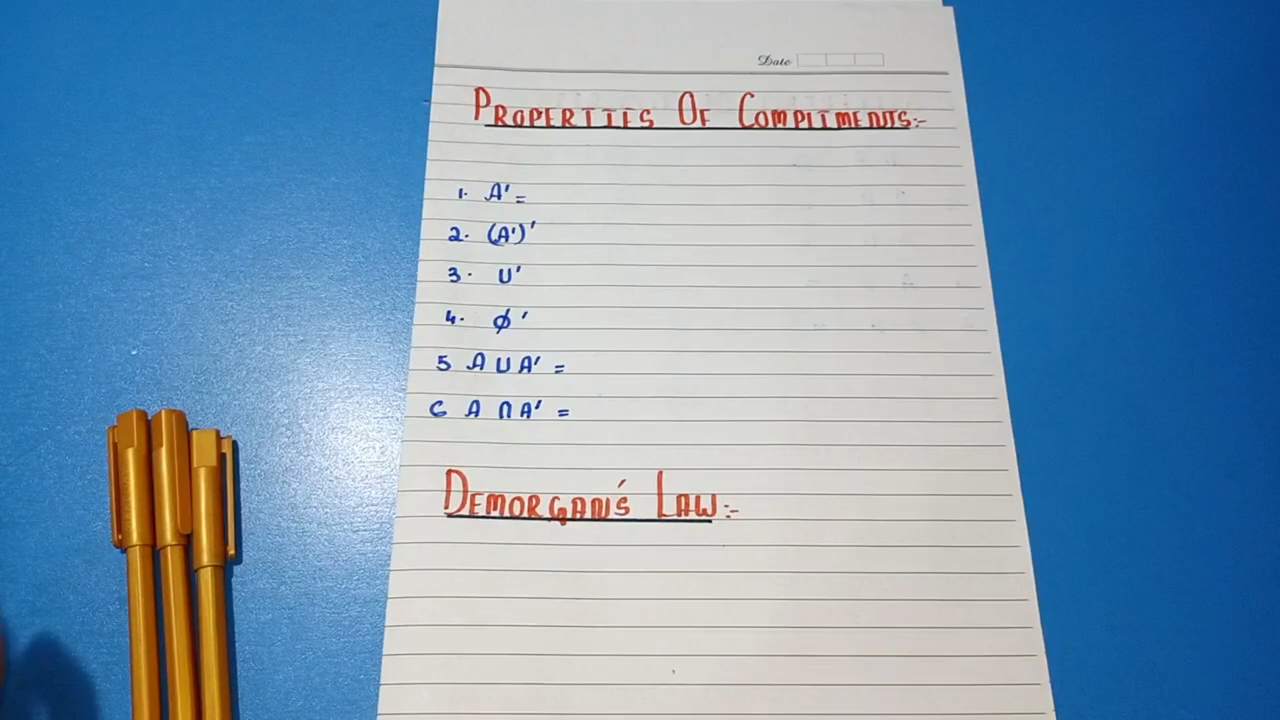 Date
PROPERTIES OF COMPLIMENTS:-
1. A' =
2. (A')'
3. U'
4. ϕ'
5 A U A' =
6 A ∩ A' =
DEMORGAN'S LAW:-